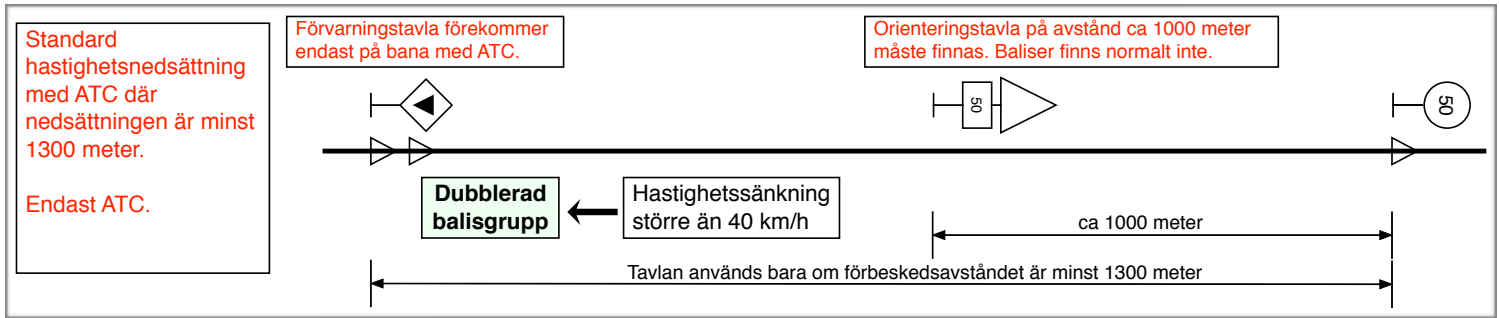 Standard
hastighetsnedsättning
med ATC där
nedsättningen är minst
1300 meter.
Endast ATC.
Förvarningstavla förekommer
endast på bana med ATC.
Orienteringstavla på avstånd ca 1000 meter
måste finnas. Baliser finns normalt inte.
50
50
Dubblerad
balisgrupp
Hastighetssänkning
större än 40 km/h
ca 1000 meter
Tavlan används bara om förbeskedsavståndet är minst 1300 meter